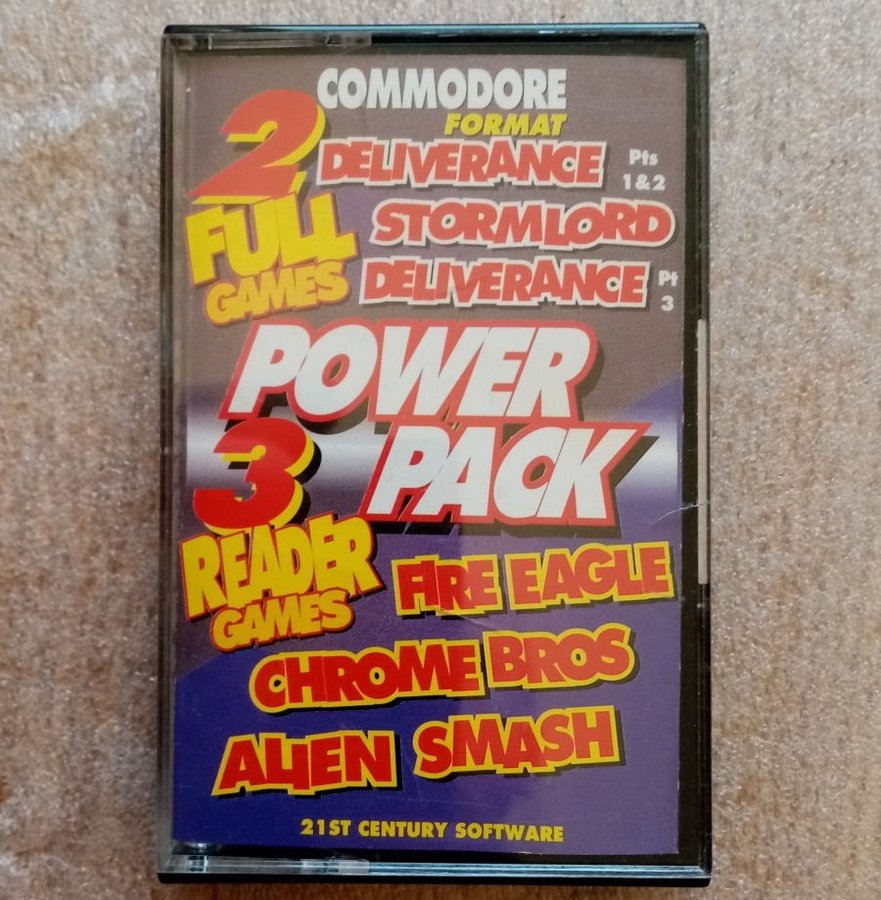 COMMODORE
FORMAT
2
FULL
GAMES
DELIVERANCE Pts 1&2
STORMLORD
DELIVERANCE Pt 3
POWER
PACK
3
READER
GAMES
FIRE EAGLE
CHROME BROS
ALIEN SMASH
21ST CENTURY SOFTWARE